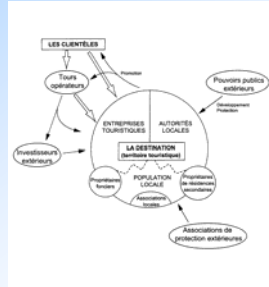 LES CLIENTÈLES
Promotion
Tours
opérateurs
Pouvoirs publics
extérieurs
Développement
Protection
ENTREPRISES
TOURISTIQUES
AUTORITÉS
LOCALES
LA DESTINATION
(territoire touristique)
Investisseurs
extérieurs
Propriétaires
fonciers
POPULATION
LOCALE
Propriétaires
de résidences
secondaires
Associations
locales
Associations de
protection extérieures